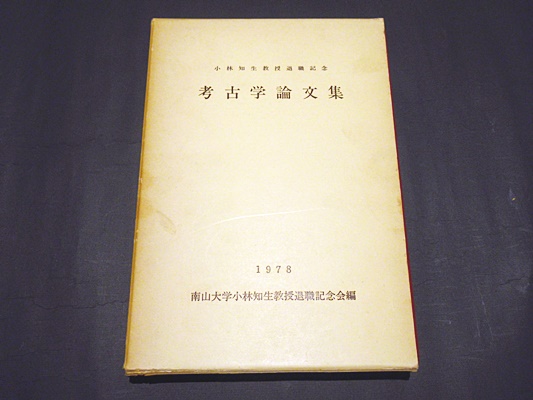 小林知生教授退職記念
考古学論文集
1978
南山大学小林知生教授退職記念会編